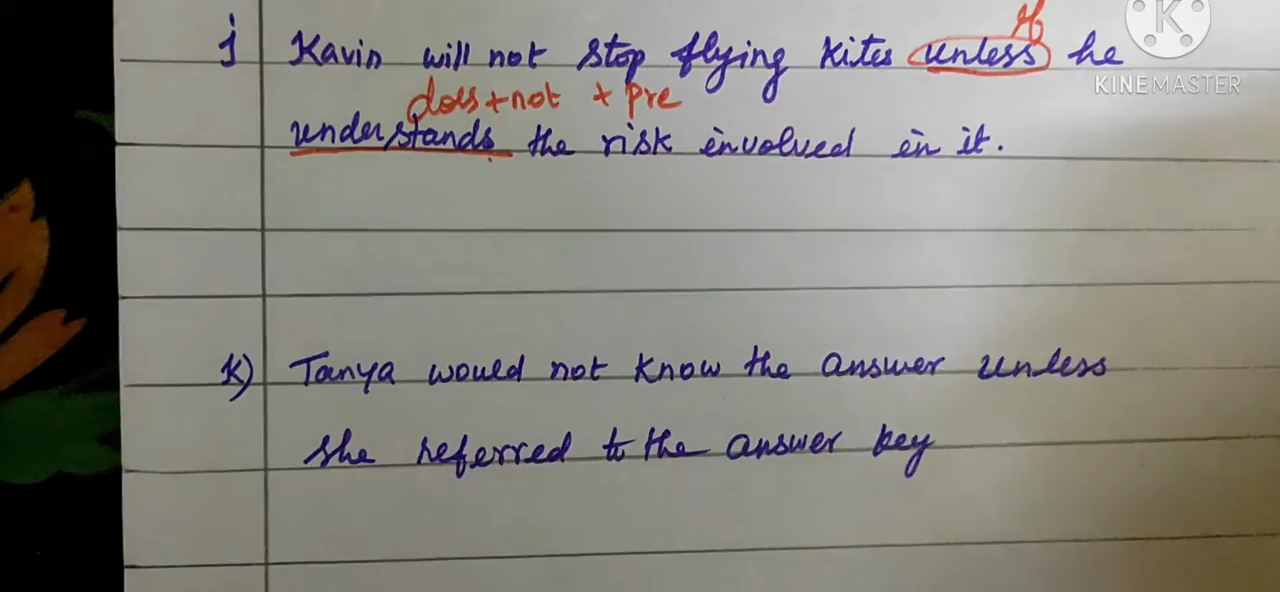 If
j Kavin will not stop flying kites unless he
does + not + pre
understands the risk involved in it.
K) Tanya would not know the answer unless
she referred to the answer key
K
KINEMASTER